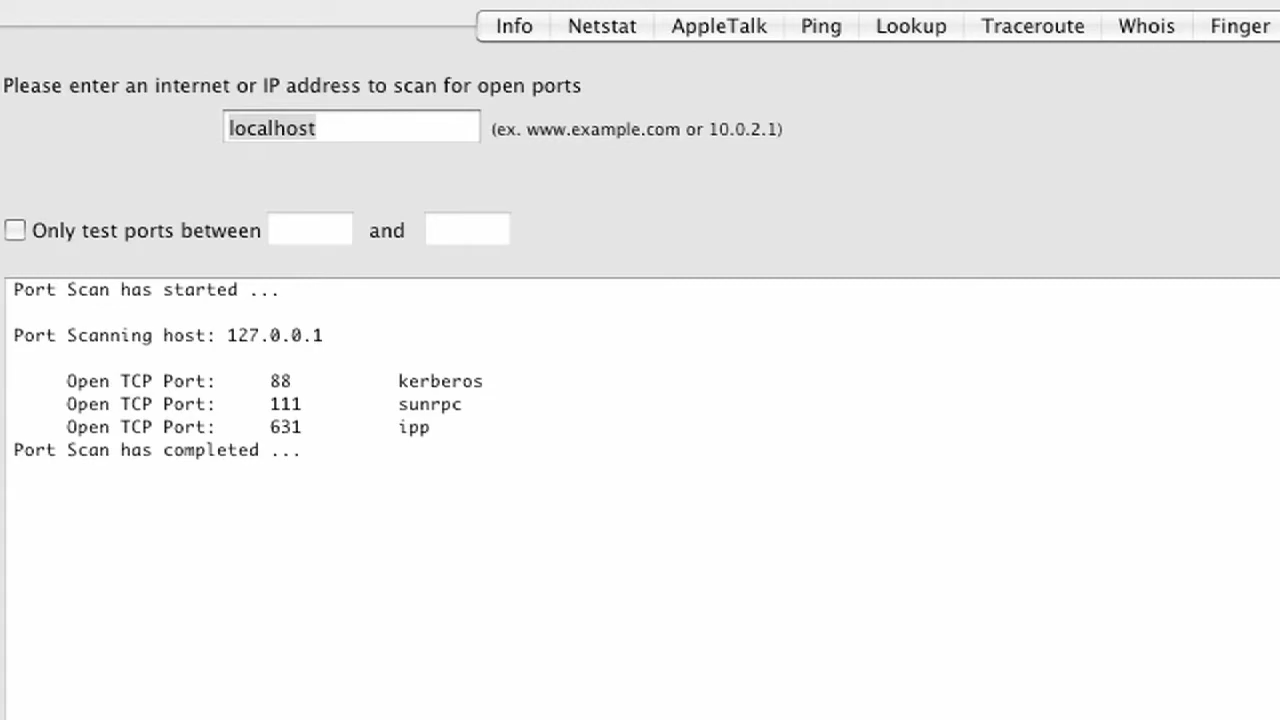 Info Netstat AppleTalk Ping Lookup Traceroute Whois Finger
Please enter an internet or IP address to scan for open ports
localhost (ex. www.example.com or 10.0.2.1)
Only test ports between and
Port Scan has started ...
Port Scanning host: 127.0.0.1
Open TCP Port: 88 kerberos
Open TCP Port: 111 sunrpc
Open TCP Port: 631 ipp
Port Scan has completed ...